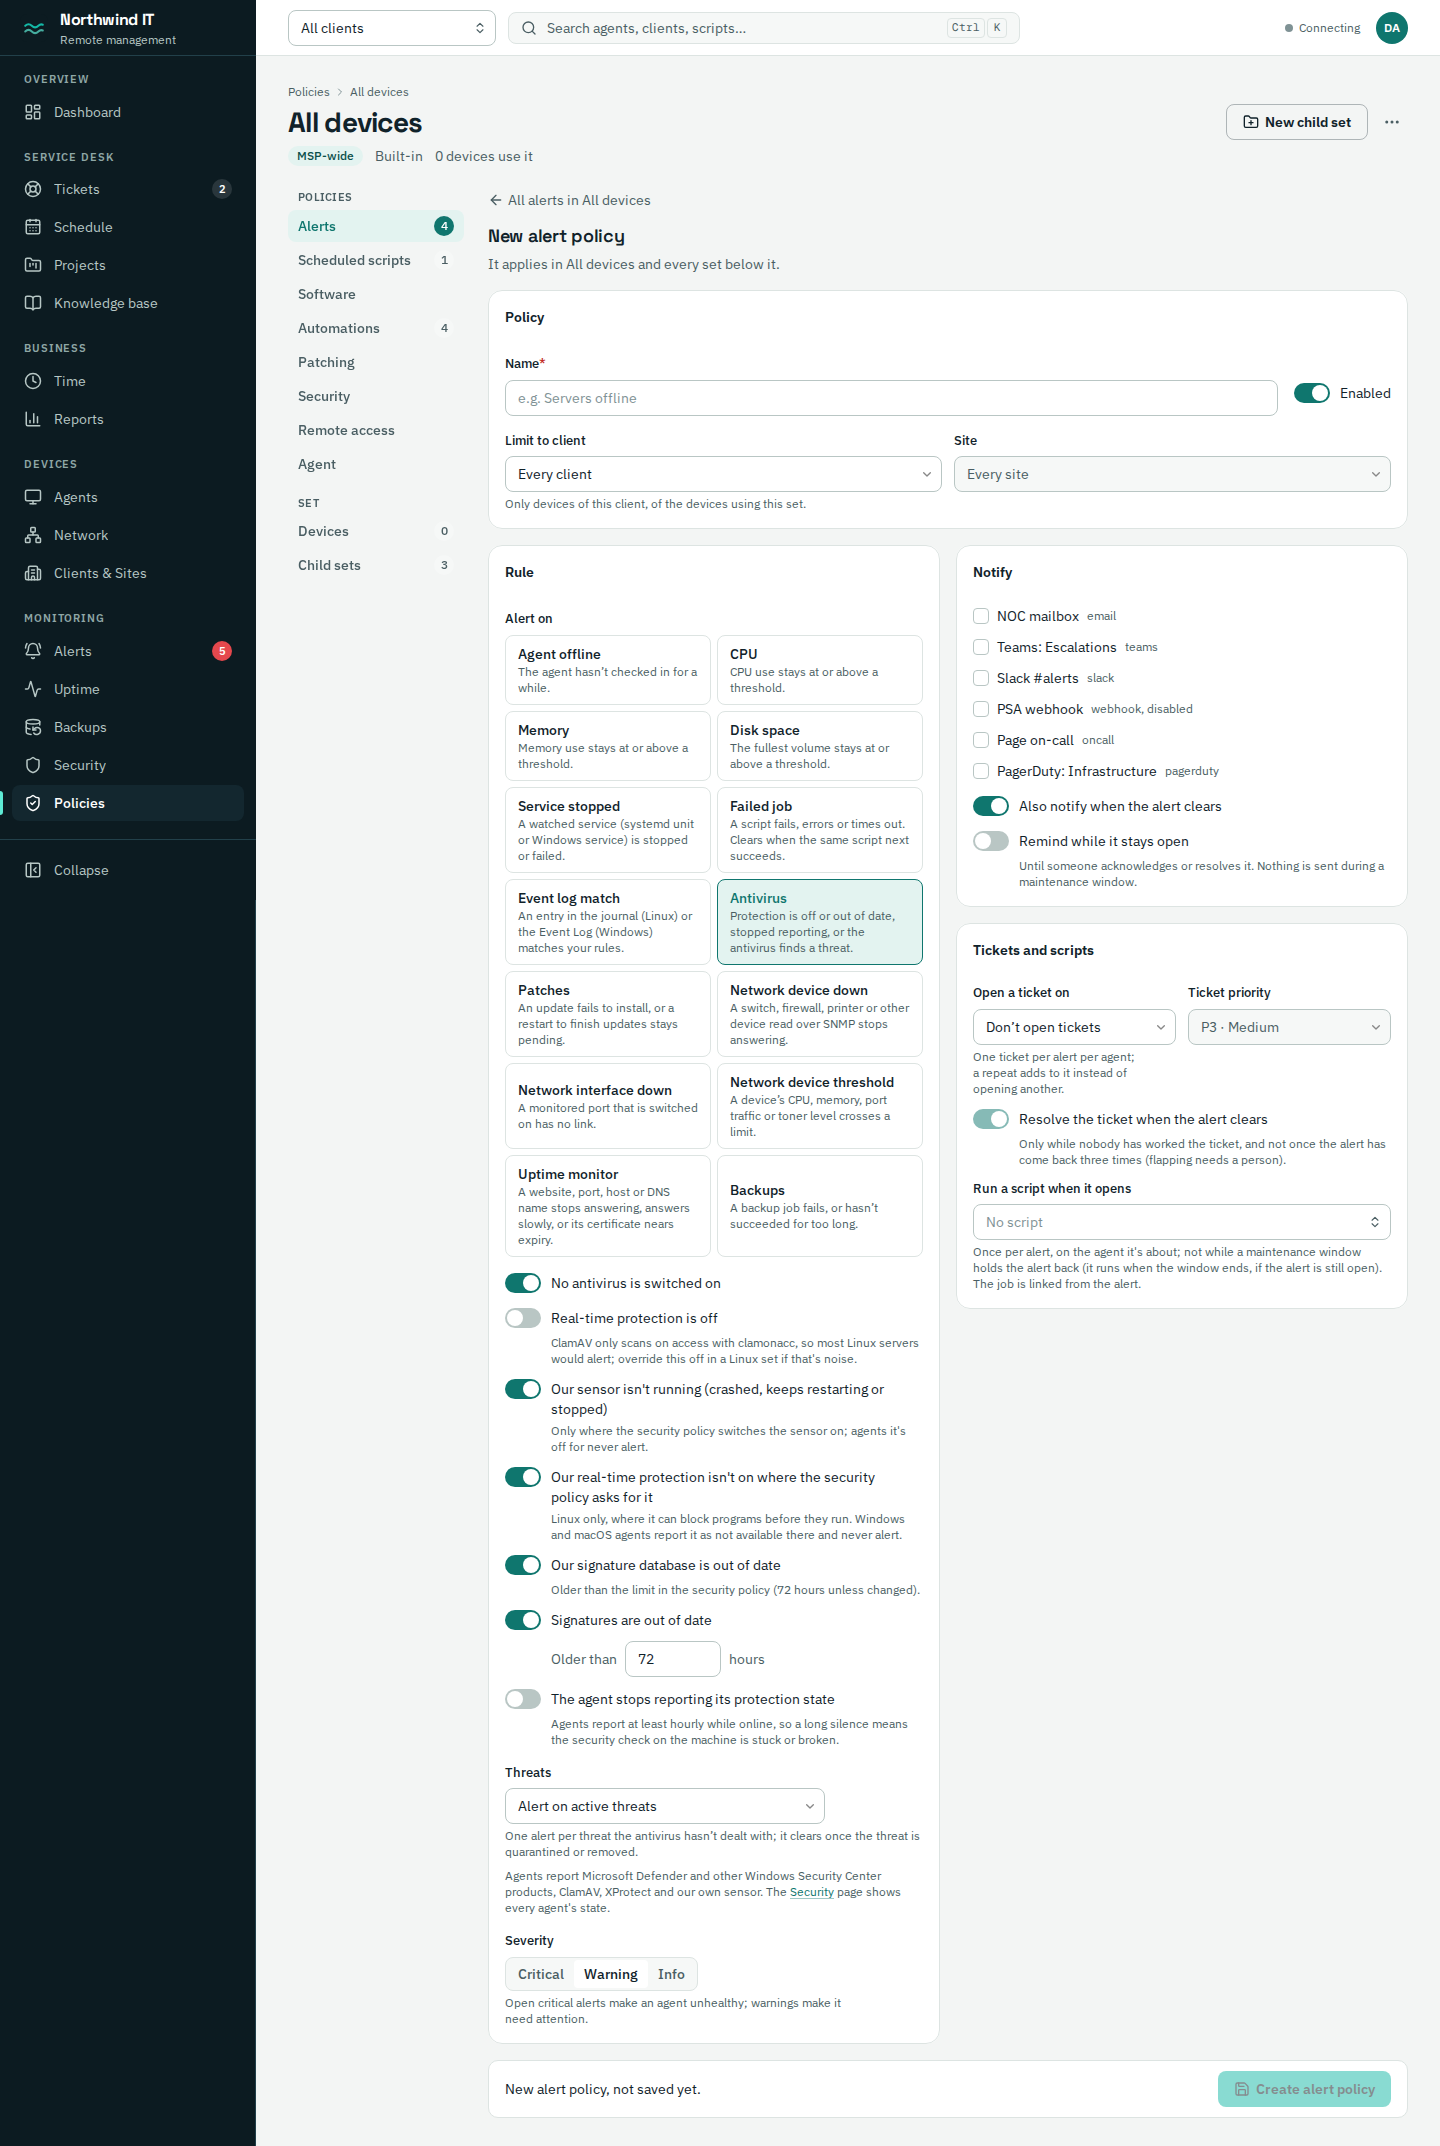 Northwind IT
Remote management
All clients
Search agents, clients, scripts...
Ctrl K
Connecting
DA
OVERVIEW
Dashboard
SERVICE DESK
Tickets 2
Schedule
Projects
Knowledge base
BUSINESS
Time
Reports
DEVICES
Agents
Network
Clients & Sites
MONITORING
Alerts 5
Uptime
Backups
Security
Policies
Collapse
Policies > All devices
All devices
MSP-wide Built-in 0 devices use it
New child set
POLICIES
Alerts 4
Scheduled scripts 1
Software
Automations 4
Patching
Security
Remote access
Agent
SET
Devices 0
Child sets 3
← All alerts in All devices
New alert policy
It applies in All devices and every set below it.
Policy
Name*
e.g. Servers offline
Enabled
Limit to client
Every client
Site
Every site
Only devices of this client, of the devices using this set.
Rule
Alert on
Agent offline
The agent hasn’t checked in for a
while.
CPU
CPU use stays at or above a
threshold.
Memory
Memory use stays at or above a
threshold.
Disk space
The fullest volume stays at or
above a threshold.
Service stopped
A watched service (systemd unit
or Windows service) is stopped
or failed.
Failed job
A script fails, errors or times out.
Clears when the same script next
succeeds.
Event log match
An entry in the journal (Linux) or
the Event Log (Windows)
matches your rules.
Antivirus
Protection is off or out of date,
stopped reporting, or the
antivirus finds a threat.
Patches
An update fails to install, or a
restart to finish updates stays
pending.
Network device down
A switch, firewall, printer or other
device read over SNMP stops
answering.
Network interface down
A monitored port that is switched
on has no link.
Network device threshold
A device’s CPU, memory, port
traffic or toner level crosses a
limit.
Uptime monitor
A website, port, host or DNS
name stops answering, answers
slowly, or its certificate nears
expiry.
Backups
A backup job fails, or hasn’t
succeeded for too long.
No antivirus is switched on
Real-time protection is off
ClamAV only scans on access with clamonacc, so most Linux servers
would alert; override this off in a Linux set if that's noise.
Our sensor isn't running (crashed, keeps restarting or
stopped)
Only where the security policy switches the sensor on; agents it's
off for never alert.
Our real-time protection isn't on where the security
policy asks for it
Linux only, where it can block programs before they run. Windows
and macOS agents report it as not available there and never alert.
Our signature database is out of date
Older than the limit in the security policy (72 hours unless changed).
Signatures are out of date
Older than 72 hours
The agent stops reporting its protection state
Agents report at least hourly while online, so a long silence means
the security check on the machine is stuck or broken.
Threats
Alert on active threats
One alert per threat the antivirus hasn’t dealt with; it clears once the threat is
quarantined or removed.
Agents report Microsoft Defender and other Windows Security Center
products, ClamAV, XProtect and our own sensor. The Security page shows
every agent's state.
Severity
Critical Warning Info
Open critical alerts make an agent unhealthy; warnings make it
need attention.
Notify
NOC mailbox email
Teams: Escalations teams
Slack #alerts slack
PSA webhook webhook, disabled
Page on-call oncall
PagerDuty: Infrastructure pagerduty
Also notify when the alert clears
Remind while it stays open
Until someone acknowledges or resolves it. Nothing is sent during a
maintenance window.
Tickets and scripts
Open a ticket on
Don’t open tickets
Ticket priority
P3 · Medium
One ticket per alert per agent;
a repeat adds to it instead of
opening another.
Resolve the ticket when the alert clears
Only while nobody has worked the ticket, and not once the alert has
come back three times (flapping needs a person).
Run a script when it opens
No script
Once per alert, on the agent it's about; not while a maintenance window
holds the alert back (it runs when the window ends, if the alert is still open).
The job is linked from the alert.
New alert policy, not saved yet.
Create alert policy